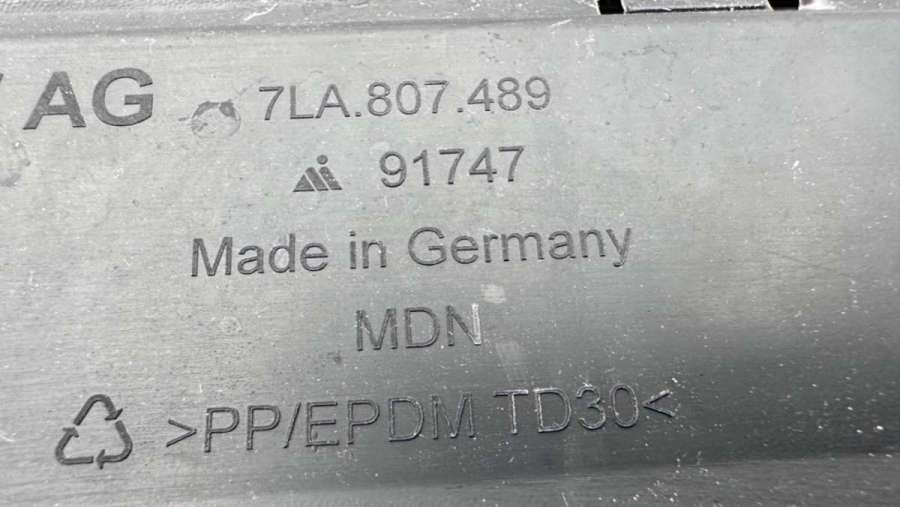 AG 7LA.807.489
91747
Made in Germany
MDN
>PP/EPDM TD30<